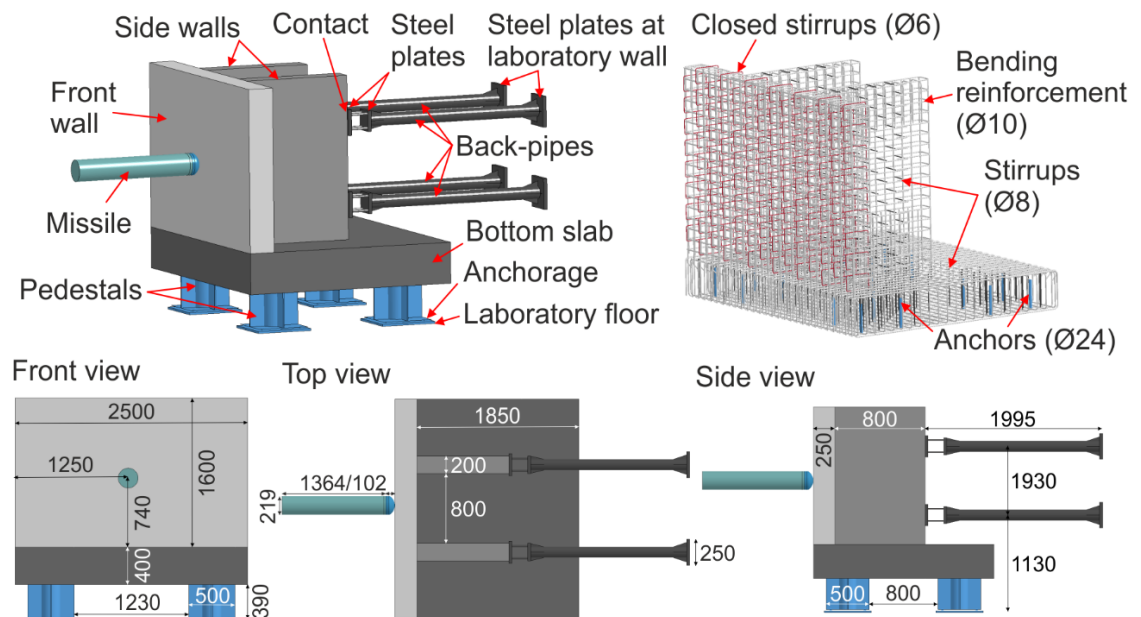 Side walls
Contact
Steel
plates
Steel plates at
laboratory wall
Front
wall
Back-pipes
Missile
Bottom slab
Anchorage
Pedestals
Laboratory floor
Closed stirrups (Ø6)
Bending
reinforcement
(Ø10)
Stirrups
(Ø8)
Anchors (Ø24)
Front view
2500
1250
1600
740
400
500
390
1230
Top view
1850
200
1364/102
219
800
250
Side view
250
800
1995
1930
1130
500
800